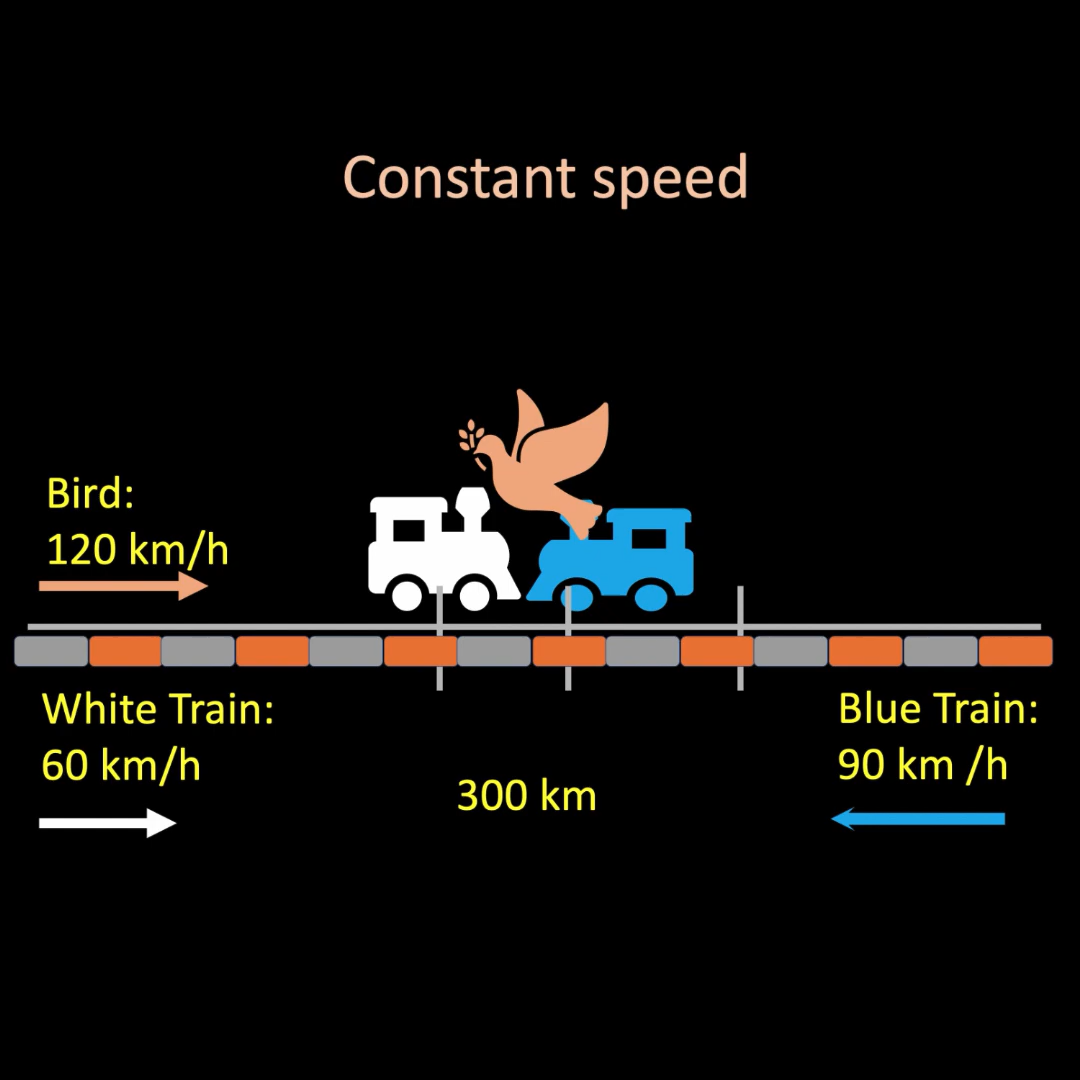 Constant speed
Bird:
120 km/h
White Train:
60 km/h
300 km
Blue Train:
90 km /h